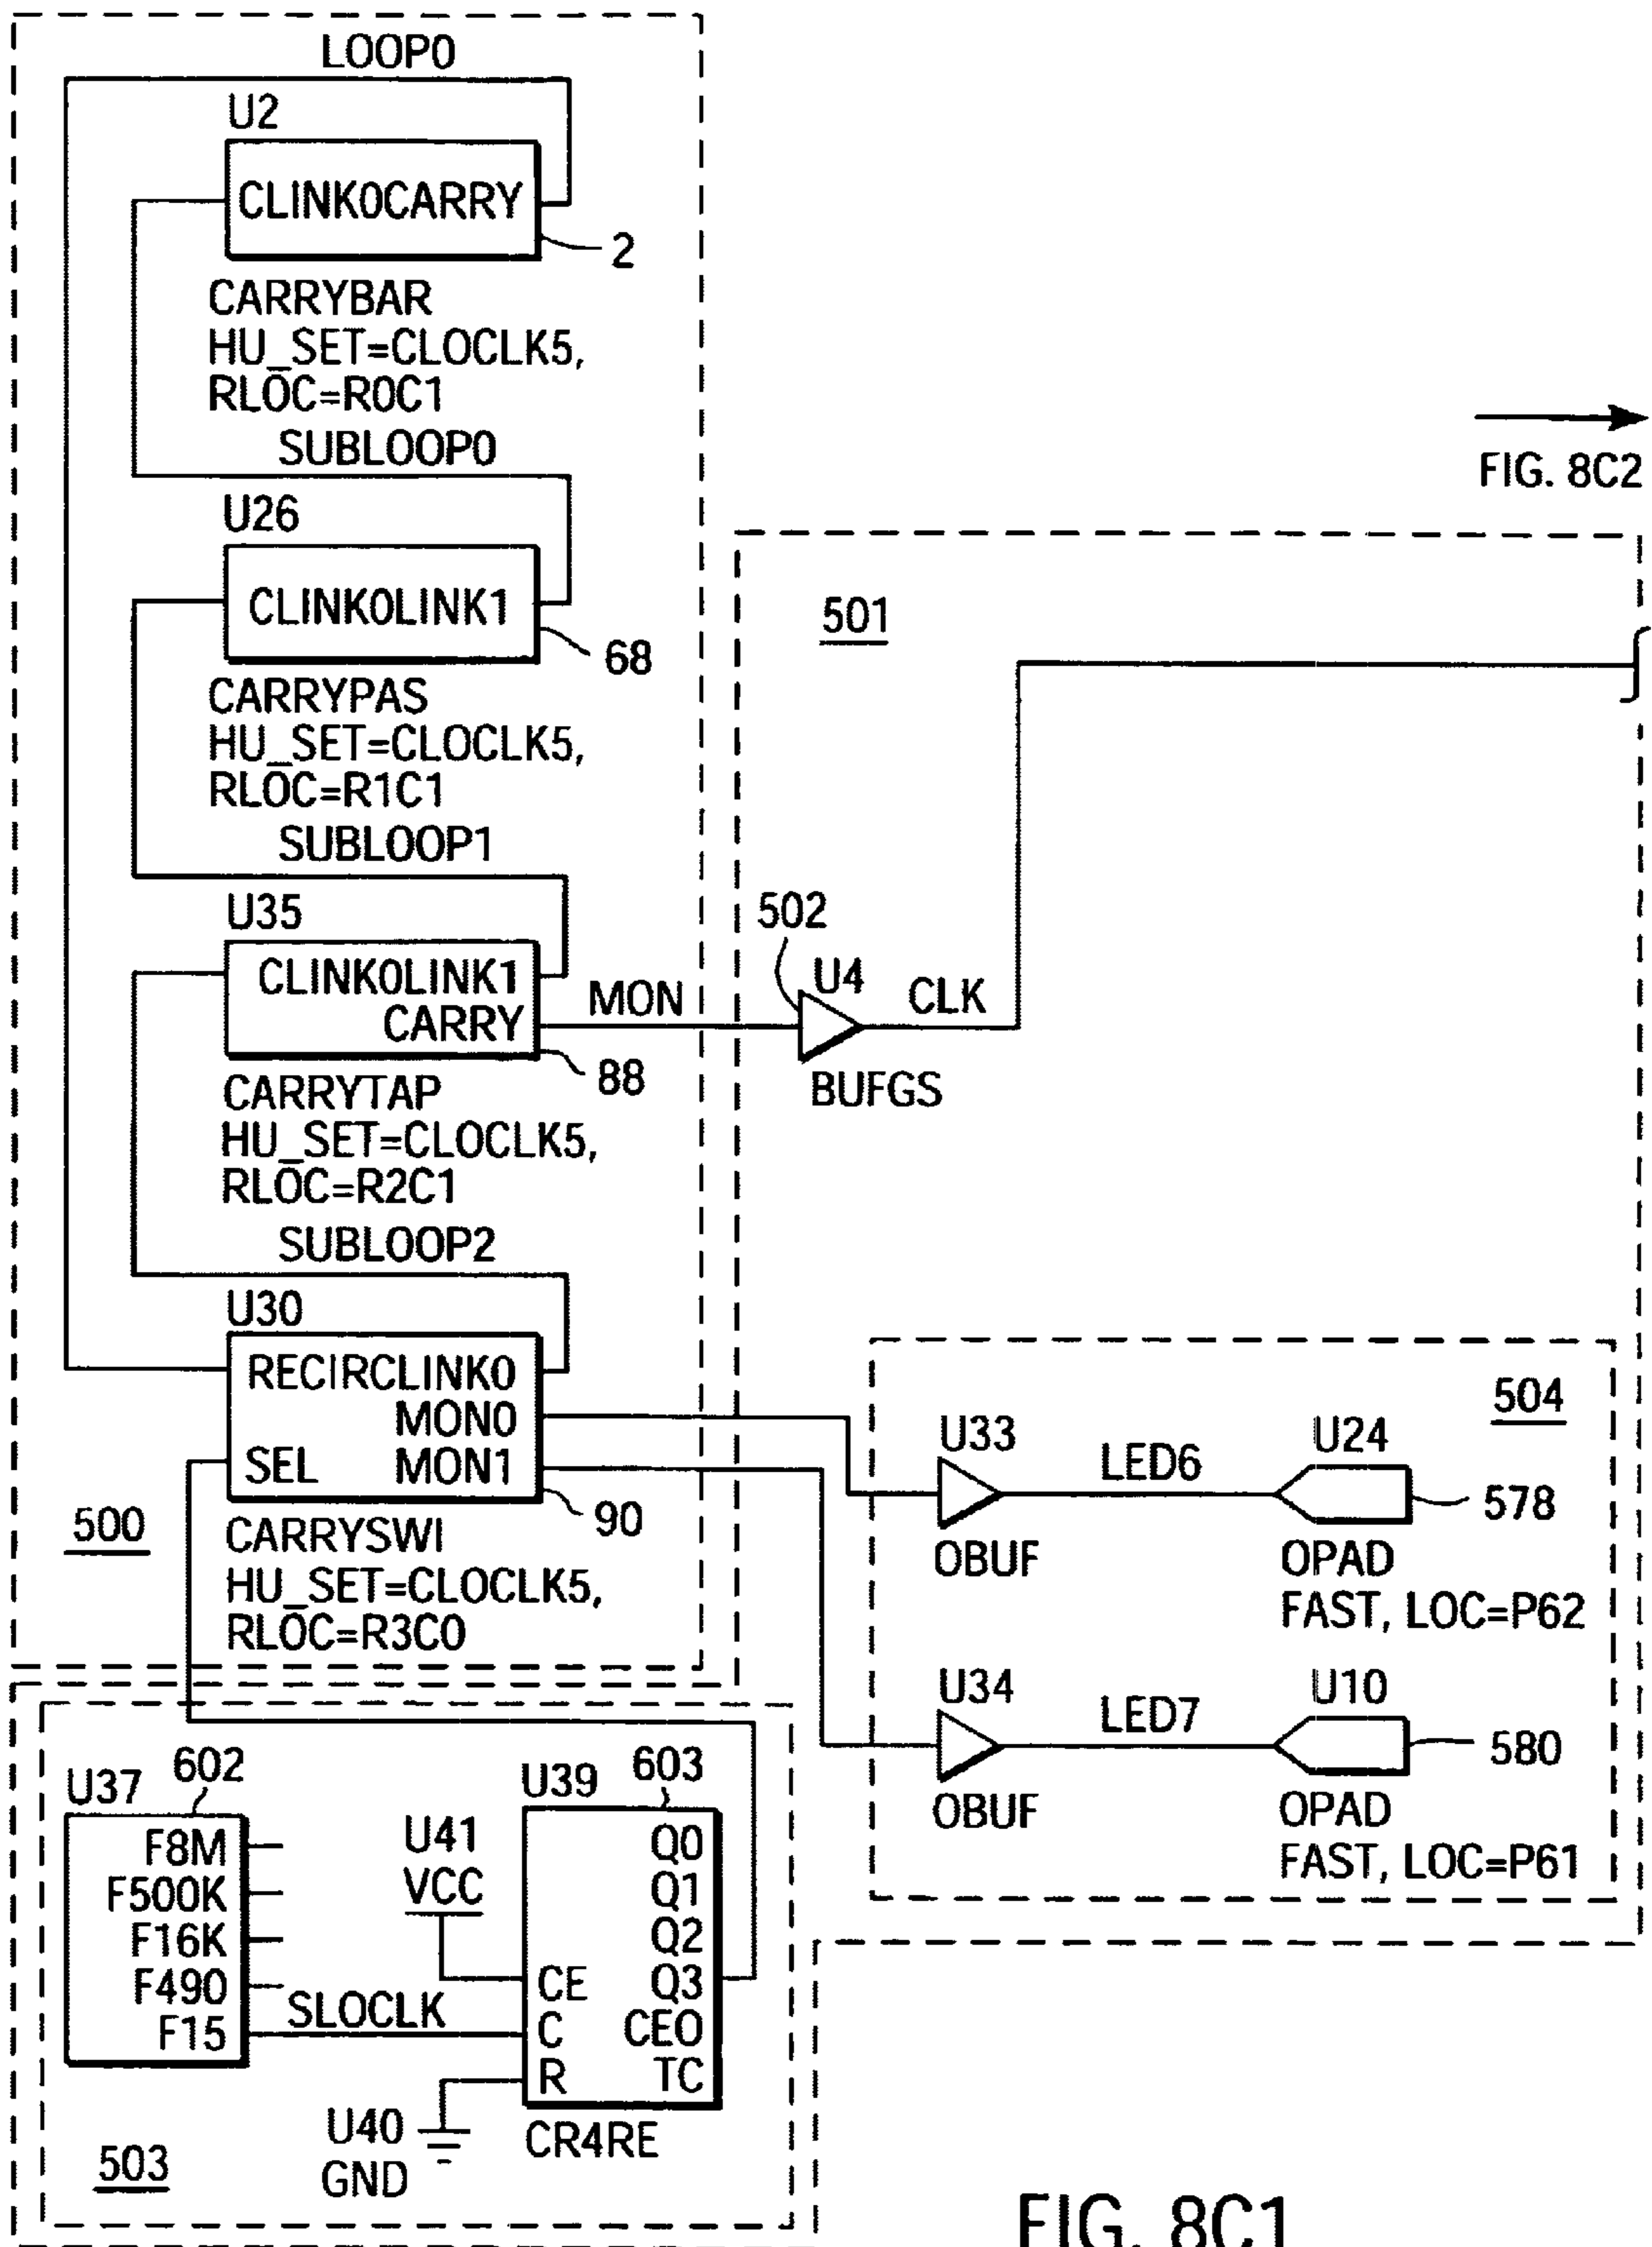 LOOP0
U2
CLINK0CARRY
2
CARRYBAR
HU_SET=CLOCLK5,
RLOC=R0C1
SUBLOOP0
U26
CLINK0LINK1
68
CARRYPAS
HU_SET=CLOCLK5,
RLOC=R1C1
SUBLOOP1
U35
CLINK0LINK1
CARRY
MON
88
CARRYTAP
HU_SET=CLOCLK5,
RLOC=R2C1
SUBLOOP2
U30
RECIRCLINK0
MON0
SEL MON1
90
500
CARRYSWI
HU_SET=CLOCLK5,
RLOC=R3C0
FIG. 8C2
501
502
U4
CLK
BUFGS
504
U33
LED6
U24
578
OBUF
OPAD
FAST, LOC=P62
U34
LED7
U10
580
OBUF
OPAD
FAST, LOC=P61
U37
602
F8M
F500K
F16K
F490
F15
SLOCLK
U41
VCC
U39
603
Q0
Q1
Q2
CE Q3
C CEO
R TC
CR4RE
U40
GND
503
FIG. 8C1